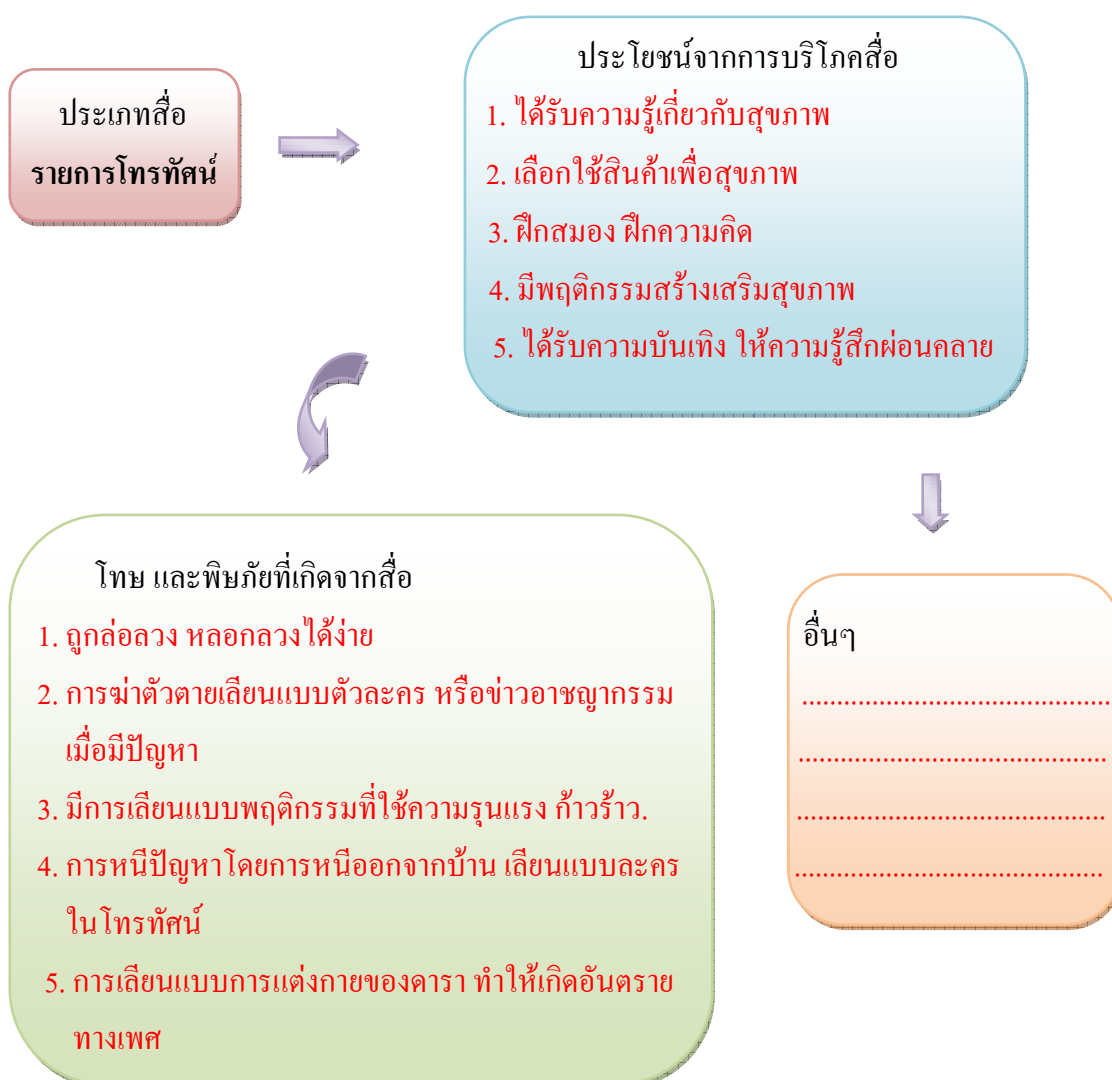 ประเภทสื่อ
รายการโทรทัศน์
ประโยชน์จากการบริโภคสื่อ
1. ได้รับความรู้เกี่ยวกับสุขภาพ
2. เลือกใช้สินค้าเพื่อสุขภาพ
3. ฝึกสมอง ฝึกความคิด
4. มีพฤติกรรมสร้างเสริมสุขภาพ
5. ได้รับความบันเทิง ให้ความรู้สึกผ่อนคลาย
โทษ และพิษภัยที่เกิดจากสื่อ
1. ถูกล่อลวง หลอกลวงได้ง่าย
2. การฆ่าตัวตายเลียนแบบตัวละคร หรือข่าวอาชญากรรม
เมื่อมีปัญหา
3. มีการเลียนแบบพฤติกรรมที่ใช้ความรุนแรง ก้าวร้าว.
4. การหนีปัญหาโดยการหนีออกจากบ้าน เลียนแบบละคร
ในโทรทัศน์
5. การเลียนแบบการแต่งกายของดารา ทำให้เกิดอันตราย
ทางเพศ
อื่นๆ
............................................
............................................
............................................
............................................